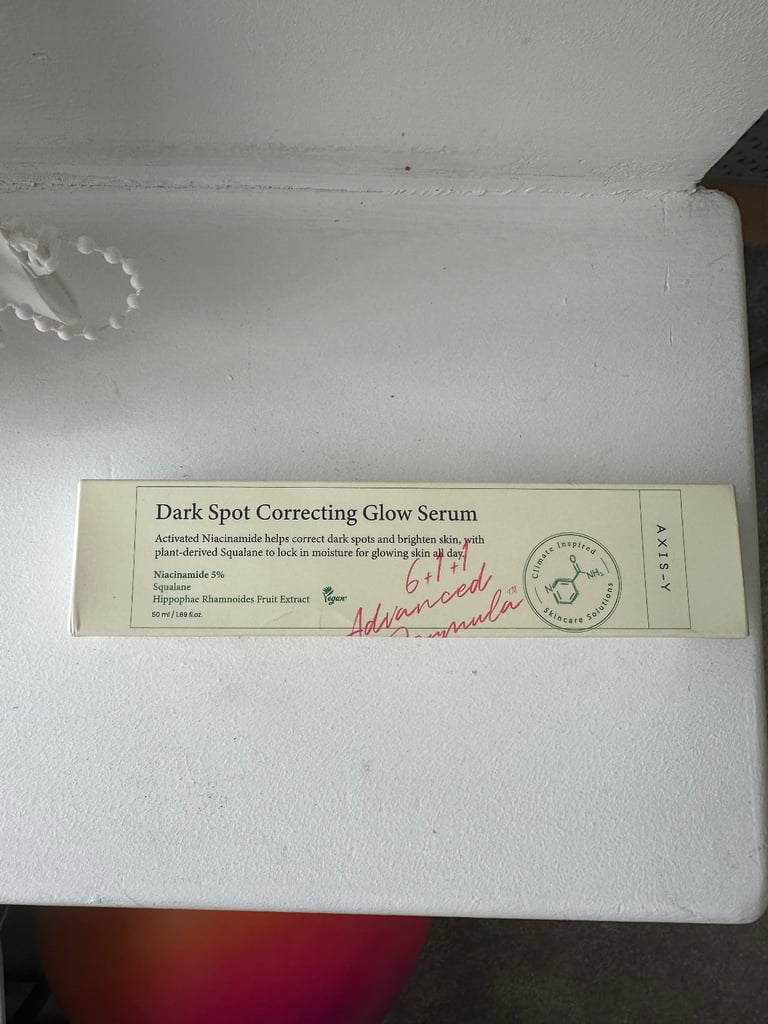 Dark Spot Correcting Glow Serum
Activated Niacinamide helps correct dark spots and brighten skin, with
plant-derived Squalane to lock in moisture for glowing skin all day.
Niacinamide 5%
Squalane
Hippophae Rhamnoides Fruit Extract
Vegan
50 ml / 1.69 fl.oz.
6+1+1
Advanced
Formula™
Climate Inspired
N
O
NH₂
Skincare Solutions
AXIS-Y